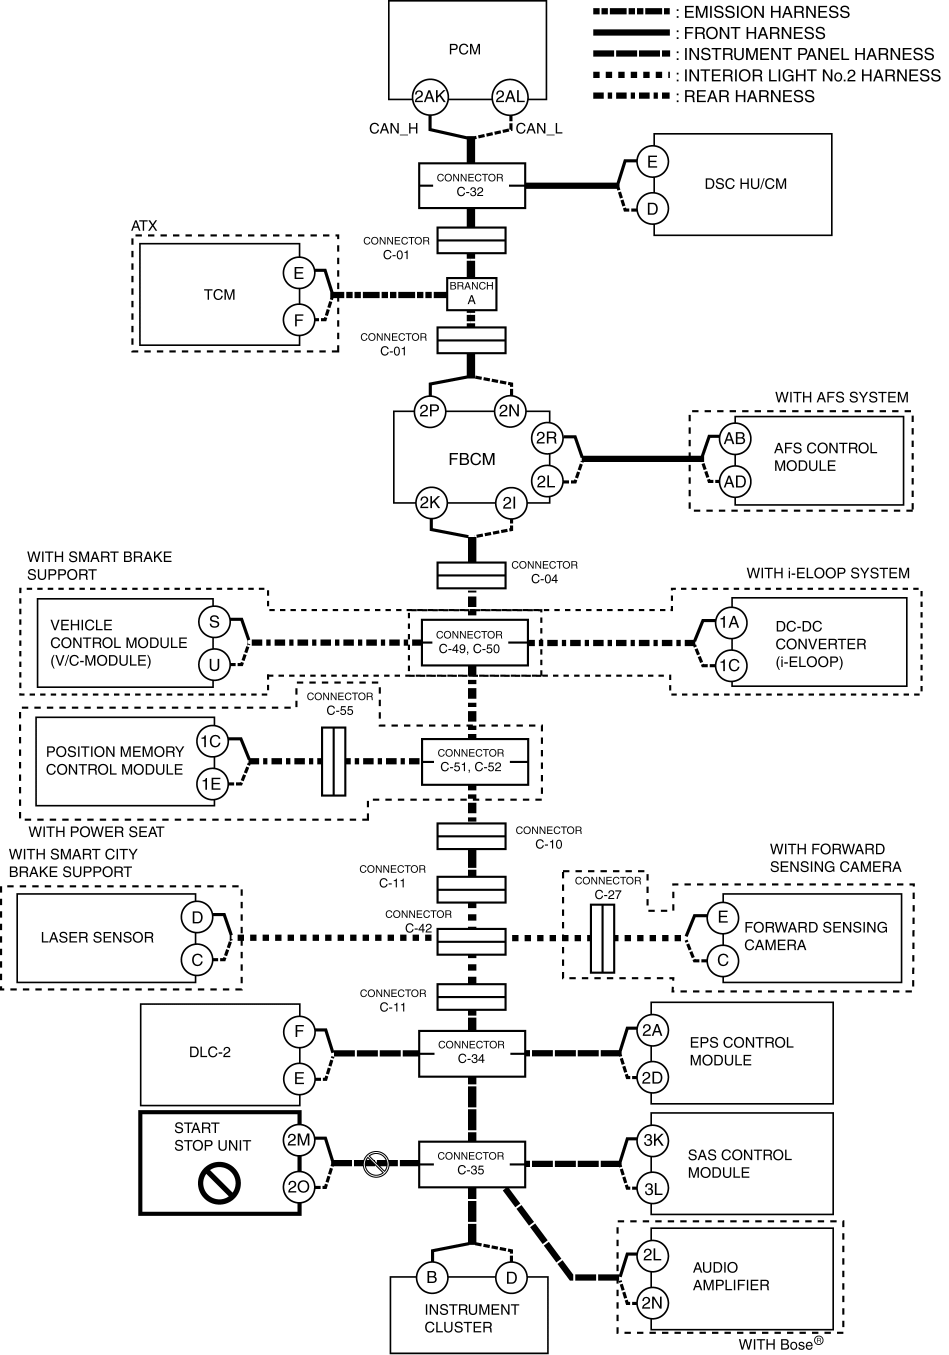 : EMISSION HARNESS
: FRONT HARNESS
: INSTRUMENT PANEL HARNESS
: INTERIOR LIGHT No.2 HARNESS
: REAR HARNESS
PCM
2AK
2AL
CAN_H
CAN_L
CONNECTOR
C-32
E
D
DSC HU/CM
ATX
CONNECTOR
C-01
TCM
E
F
BRANCH
A
CONNECTOR
C-01
2P
2N
FBCM
2R
2L
2K
2I
WITH AFS SYSTEM
AB
AD
AFS CONTROL
MODULE
CONNECTOR
C-04
WITH SMART BRAKE
SUPPORT
VEHICLE
CONTROL MODULE
(V/C-MODULE)
S
U
CONNECTOR
C-49, C-50
WITH i-ELOOP SYSTEM
1A
1C
DC-DC
CONVERTER
(i-ELOOP)
CONNECTOR
C-55
POSITION MEMORY
CONTROL MODULE
1C
1E
CONNECTOR
C-51, C-52
WITH POWER SEAT
CONNECTOR
C-10
WITH SMART CITY
BRAKE SUPPORT
CONNECTOR
C-11
WITH FORWARD
SENSING CAMERA
LASER SENSOR
D
C
CONNECTOR
C-42
CONNECTOR
C-27
E
C
FORWARD SENSING
CAMERA
CONNECTOR
C-11
DLC-2
F
E
CONNECTOR
C-34
2A
2D
EPS CONTROL
MODULE
START
STOP UNIT
2M
2O
CONNECTOR
C-35
3K
3L
SAS CONTROL
MODULE
2L
2N
AUDIO
AMPLIFIER
WITH Bose®
B
D
INSTRUMENT
CLUSTER